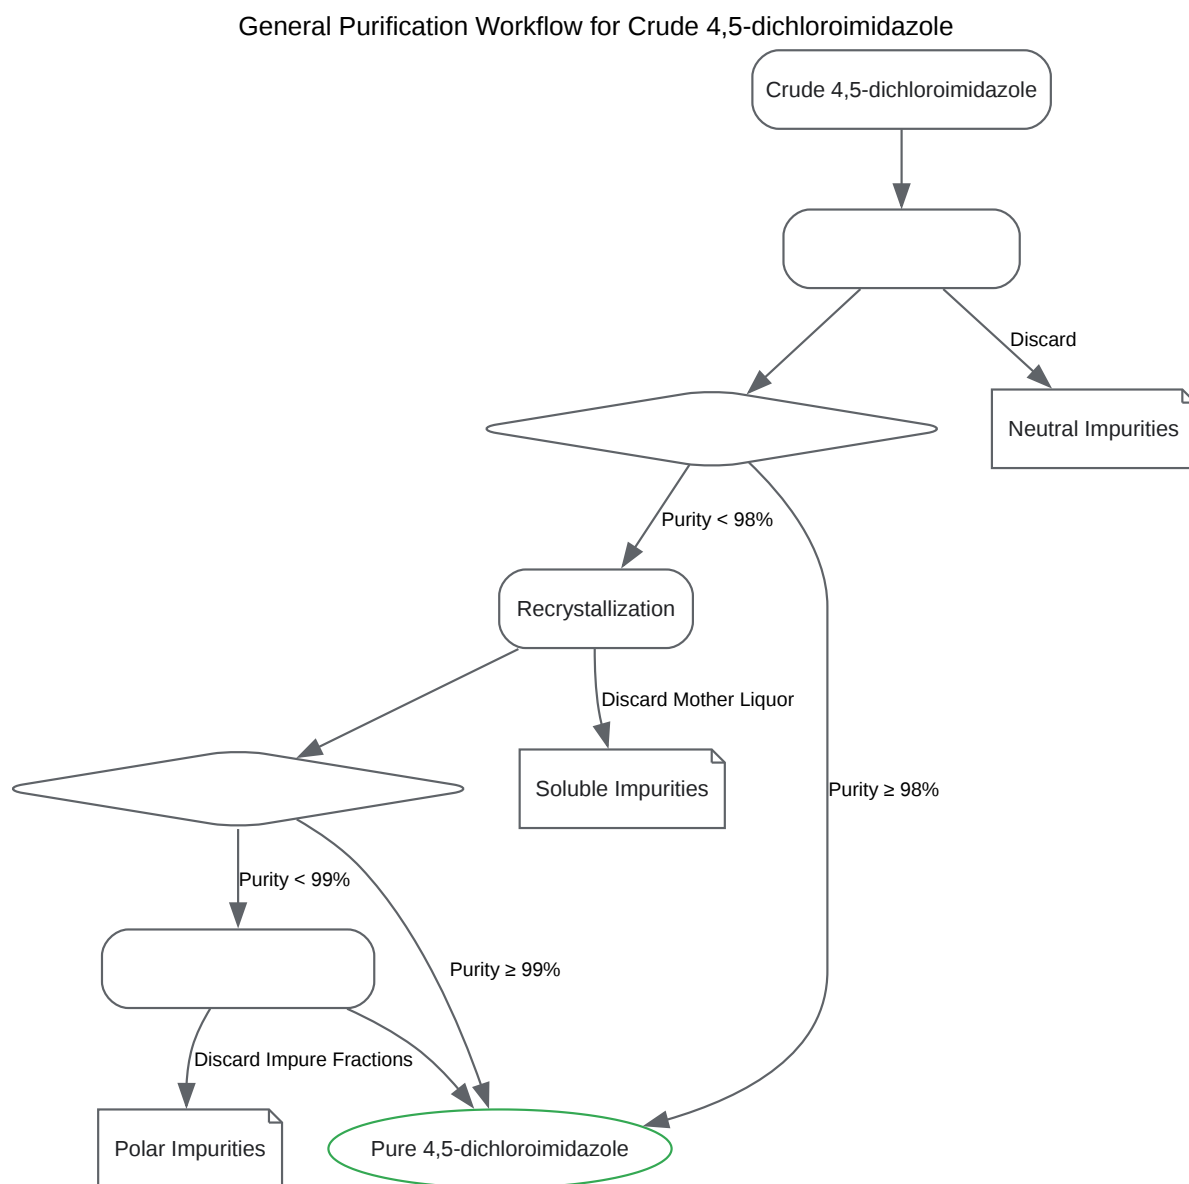 General Purification Workflow for Crude 4,5-dichloroimidazole
Crude 4,5-dichloroimidazole
Discard
Neutral Impurities
Purity < 98%
Recrystallization
Discard Mother Liquor
Soluble Impurities
Purity ≥ 98%
Purity < 99%
Purity ≥ 99%
Discard Impure Fractions
Polar Impurities
Pure 4,5-dichloroimidazole